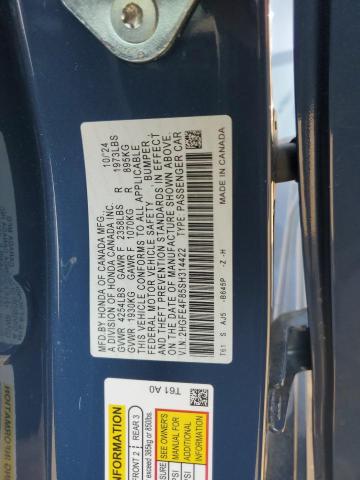 MFD BY HONDA OF CANADA MFG. 10/'24
A DIVISION OF HONDA CANADA INC.
GVWR 4254LBS GAWR F 2358LBS R 1973LBS
GVWR 1930KG GAWR F 1070KG R 895KG
THIS VEHICLE CONFORMS TO ALL APPLICABLE
FEDERAL MOTOR VEHICLE SAFETY, BUMPER,
AND THEFT PREVENTION STANDARDS IN EFFECT
ON THE DATE OF MANUFACTURE SHOWN ABOVE.
V.I.N. 2HGFE4F85SH314422 TYPE PASSENGER CAR
T61 S AJ5 -B645P -Z -H MADE IN CANADA
T61 A0
INFORMATION
FRONT 2 REAR 3
exceed 385kg or 850lbs.
SEE OWNER'S
MANUAL FOR
ADDITIONAL
INFORMATION